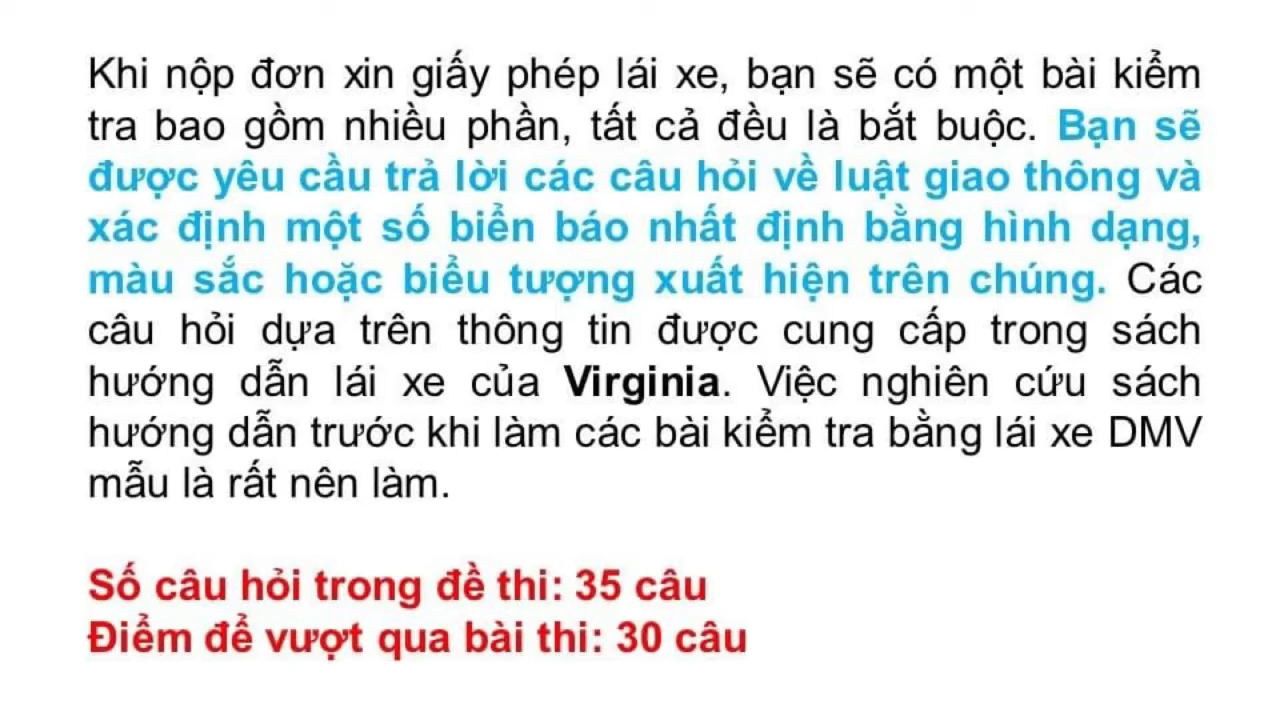 Khi nộp đơn xin giấy phép lái xe, bạn sẽ có một bài kiểm
tra bao gồm nhiều phần, tất cả đều là bắt buộc. Bạn sẽ
được yêu cầu trả lời các câu hỏi về luật giao thông và
xác định một số biển báo nhất định bằng hình dạng,
màu sắc hoặc biểu tượng xuất hiện trên chúng. Các
câu hỏi dựa trên thông tin được cung cấp trong sách
hướng dẫn lái xe của Virginia. Việc nghiên cứu sách
hướng dẫn trước khi làm các bài kiểm tra bằng lái xe DMV
mẫu là rất nên làm.
Số câu hỏi trong đề thi: 35 câu
Điểm để vượt qua bài thi: 30 câu